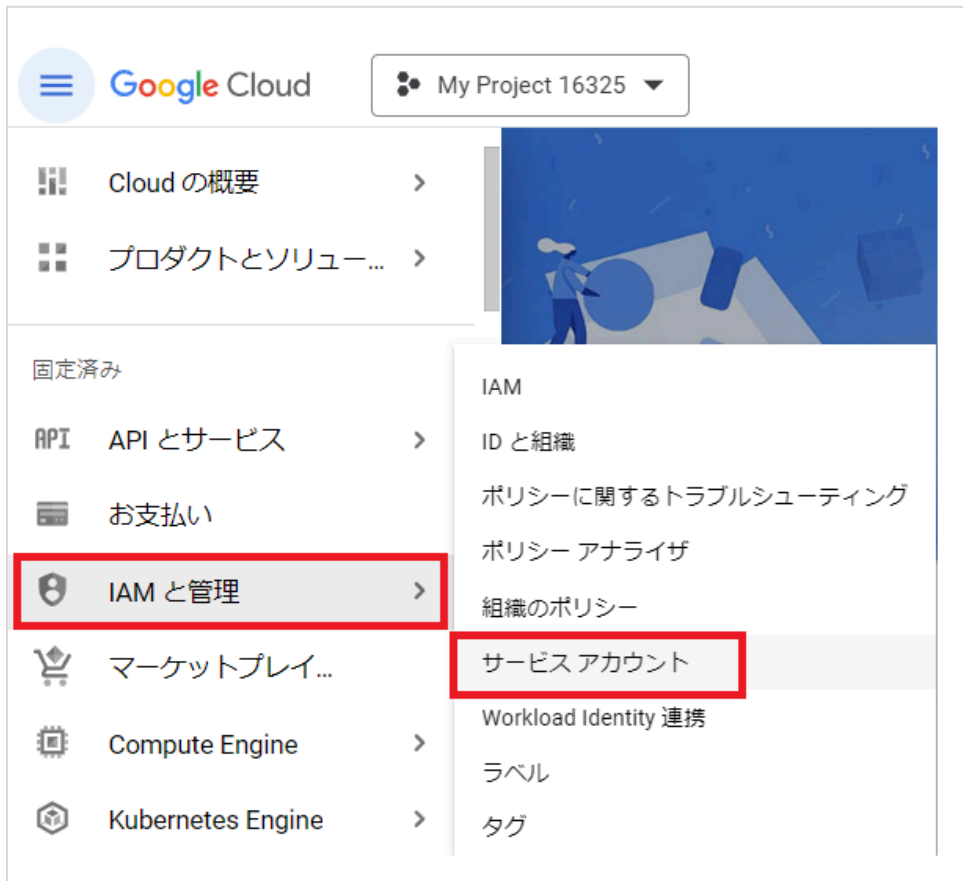 Google Cloud
My Project 16325
Cloud の概要
プロダクトとソリュー...
固定済み
API API とサービス
お支払い
IAM と管理
マーケットプレイ...
Compute Engine
Kubernetes Engine
IAM
ID と組織
ポリシーに関するトラブルシューティング
ポリシー アナライザ
組織のポリシー
サービス アカウント
Workload Identity 連携
ラベル
タグ